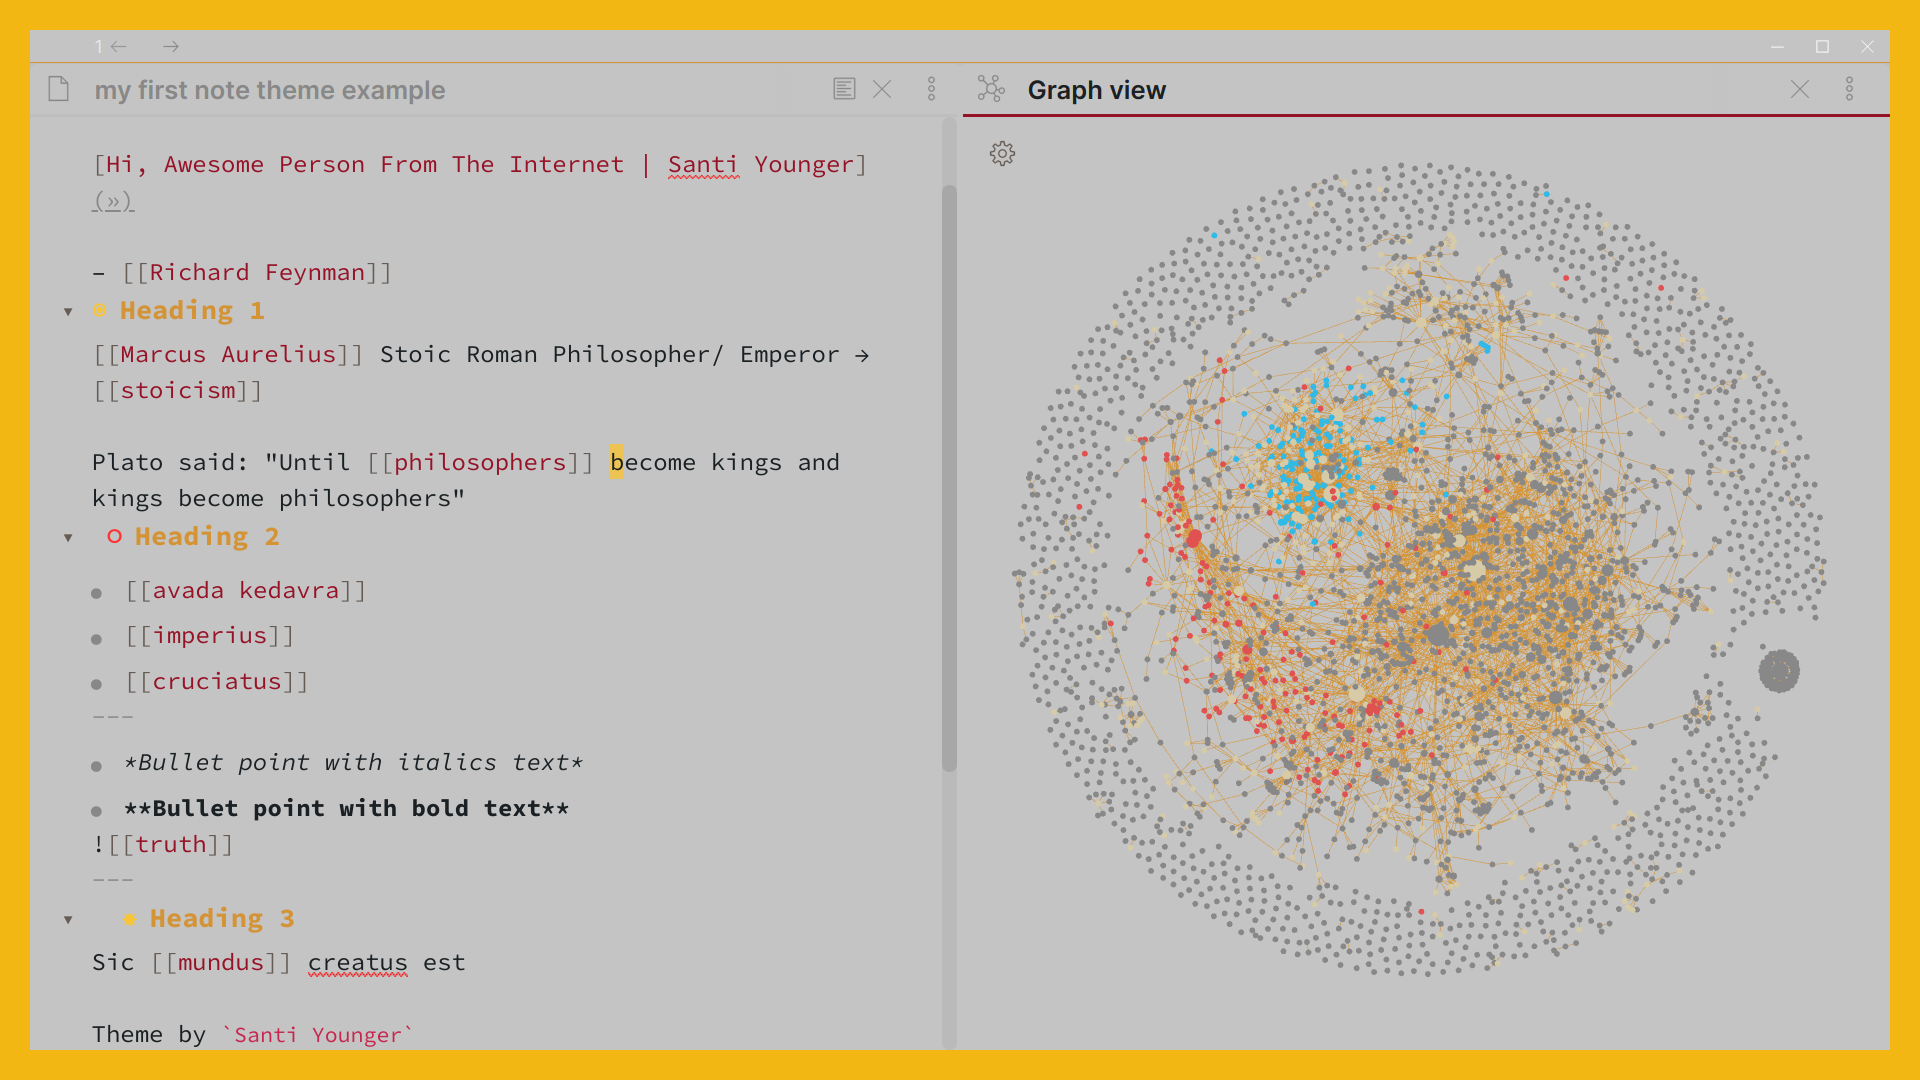 1
my first note theme example
Graph view
[Hi, Awesome Person From The Internet | Santi Younger]
(»)
– [[Richard Feynman]]
Heading 1
[[Marcus Aurelius]] Stoic Roman Philosopher/ Emperor →
[[stoicism]]
Plato said: "Until [[philosophers]] become kings and
kings become philosophers"
Heading 2
[[avada kedavra]]
[[imperius]]
[[cruciatus]]
---
*Bullet point with italics text*
**Bullet point with bold text**
![[truth]]
---
Heading 3
Sic [[mundus]] creatus est
Theme by `Santi Younger`